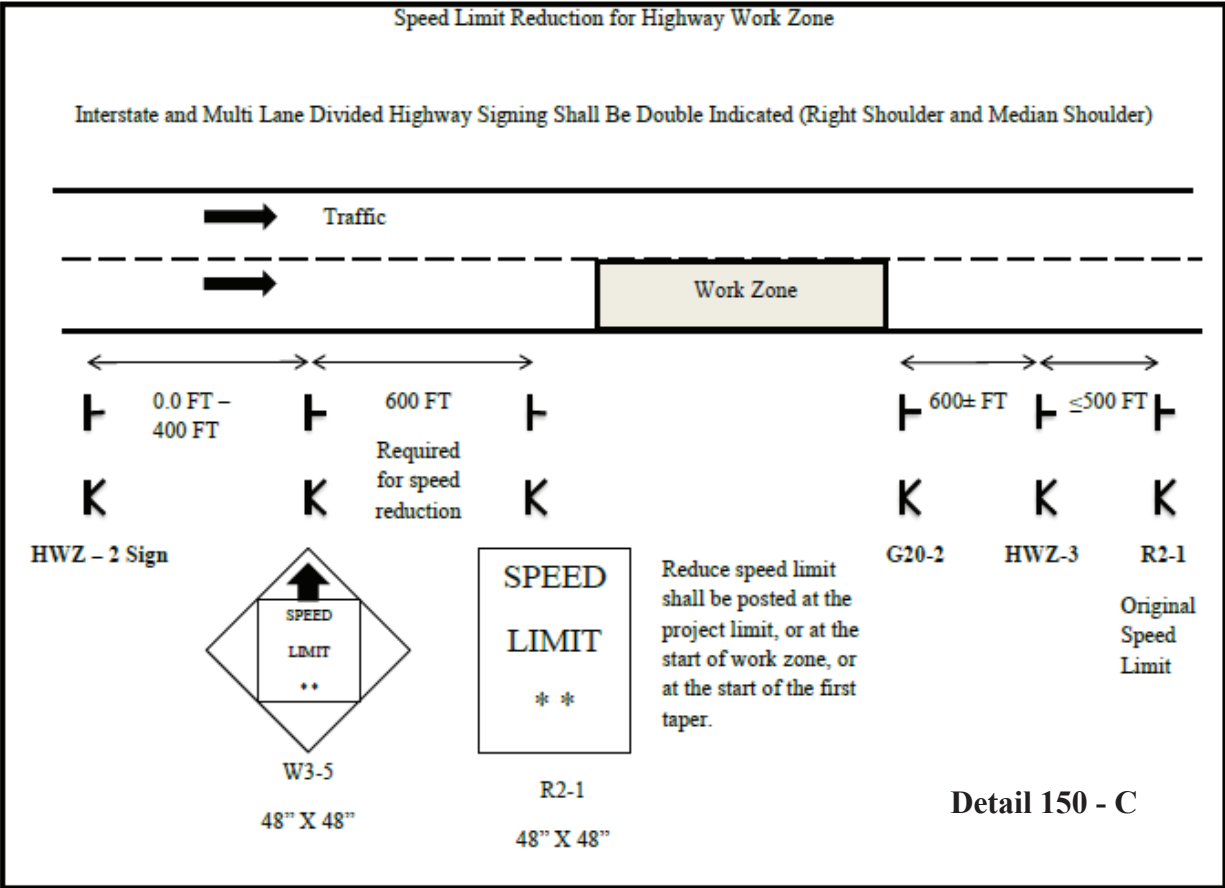 Speed Limit Reduction for Highway Work Zone
Interstate and Multi Lane Divided Highway Signing Shall Be Double Indicated (Right Shoulder and Median Shoulder)
Traffic
Work Zone
0.0 FT –
400 FT
600 FT
Required
for speed
reduction
600± FT
≤500 FT
HWZ – 2 Sign
G20-2
HWZ-3
R2-1
Original
Speed
Limit
SPEED
LIMIT
* *
W3-5
48” X 48”
SPEED
LIMIT
* *
R2-1
48” X 48”
Reduce speed limit
shall be posted at the
project limit, or at the
start of work zone, or
at the start of the first
taper.
Detail 150 - C